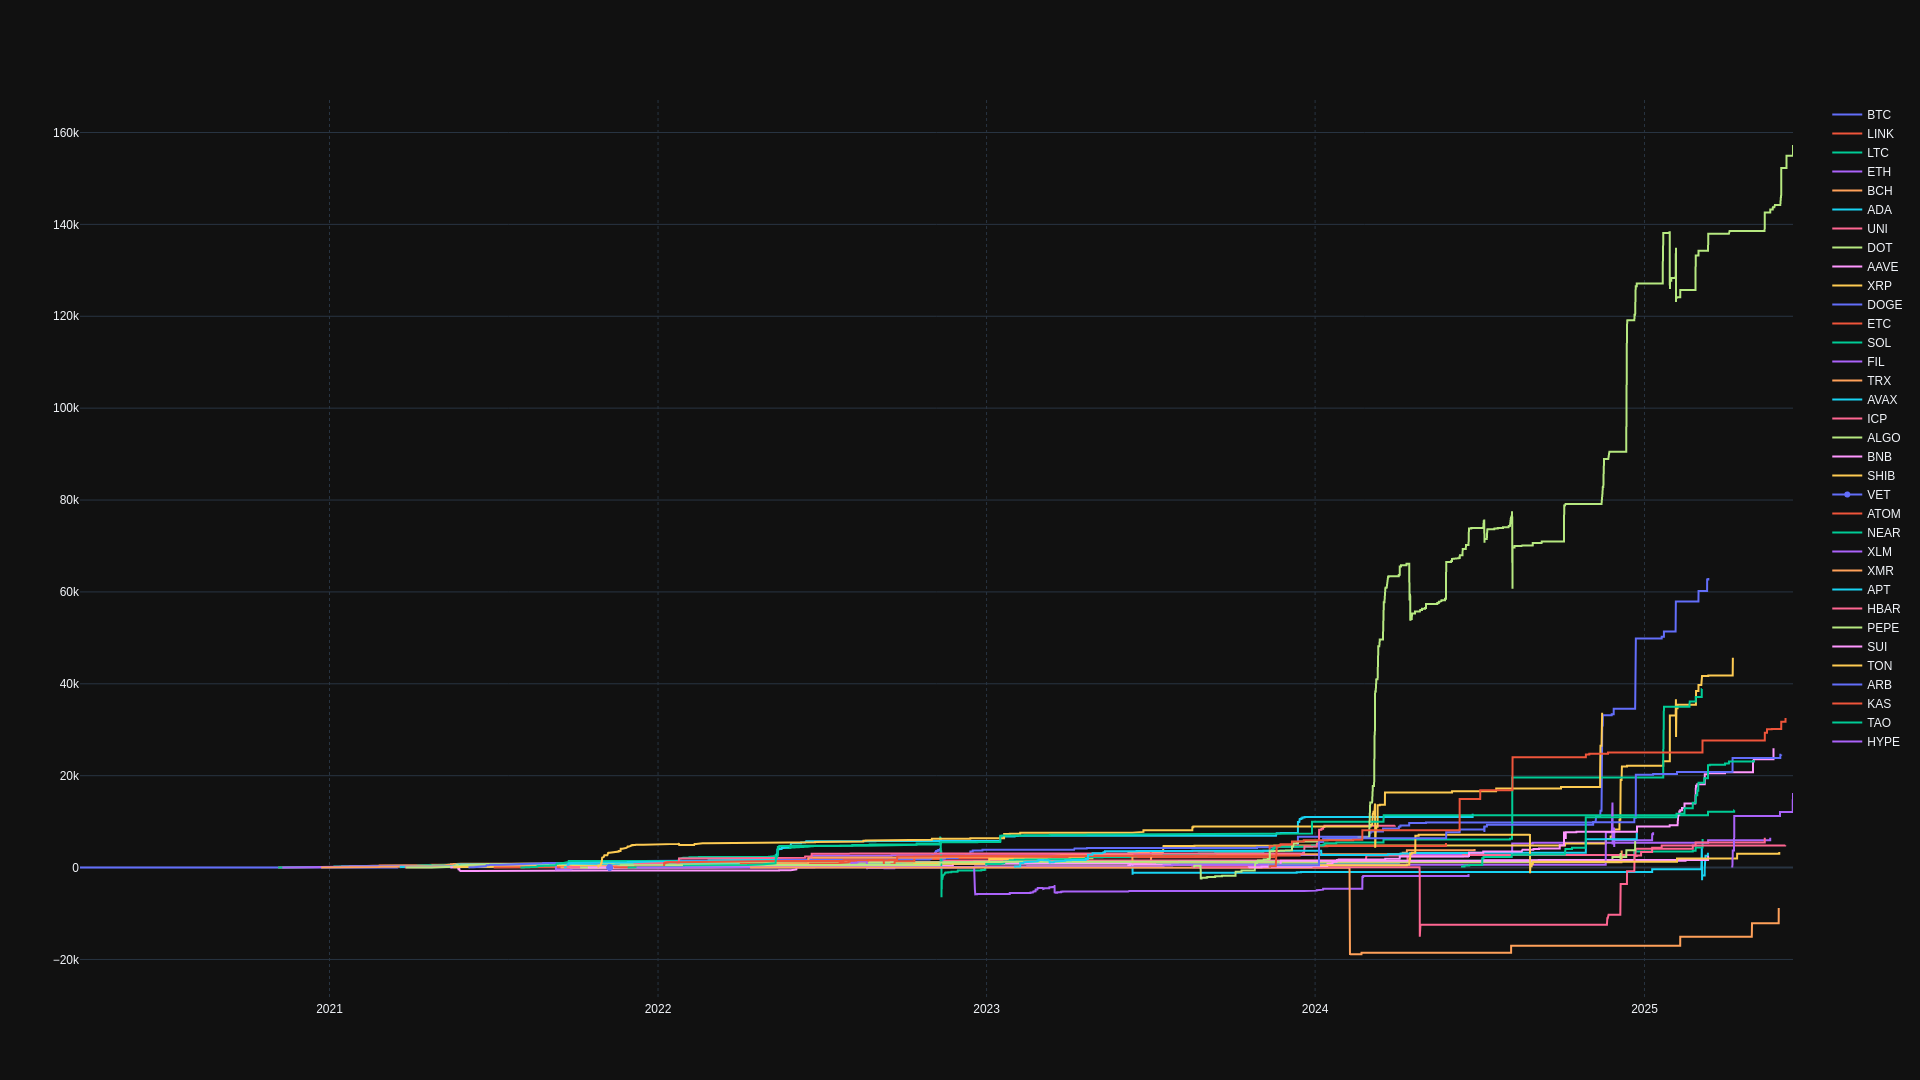 160k
140k
120k
100k
80k
60k
40k
20k
0
−20k
2021
2022
2023
2024
2025
BTC
LINK
LTC
ETH
BCH
ADA
UNI
DOT
AAVE
XRP
DOGE
ETC
SOL
FIL
TRX
AVAX
ICP
ALGO
BNB
SHIB
VET
ATOM
NEAR
XLM
XMR
APT
HBAR
PEPE
SUI
TON
ARB
KAS
TAO
HYPE